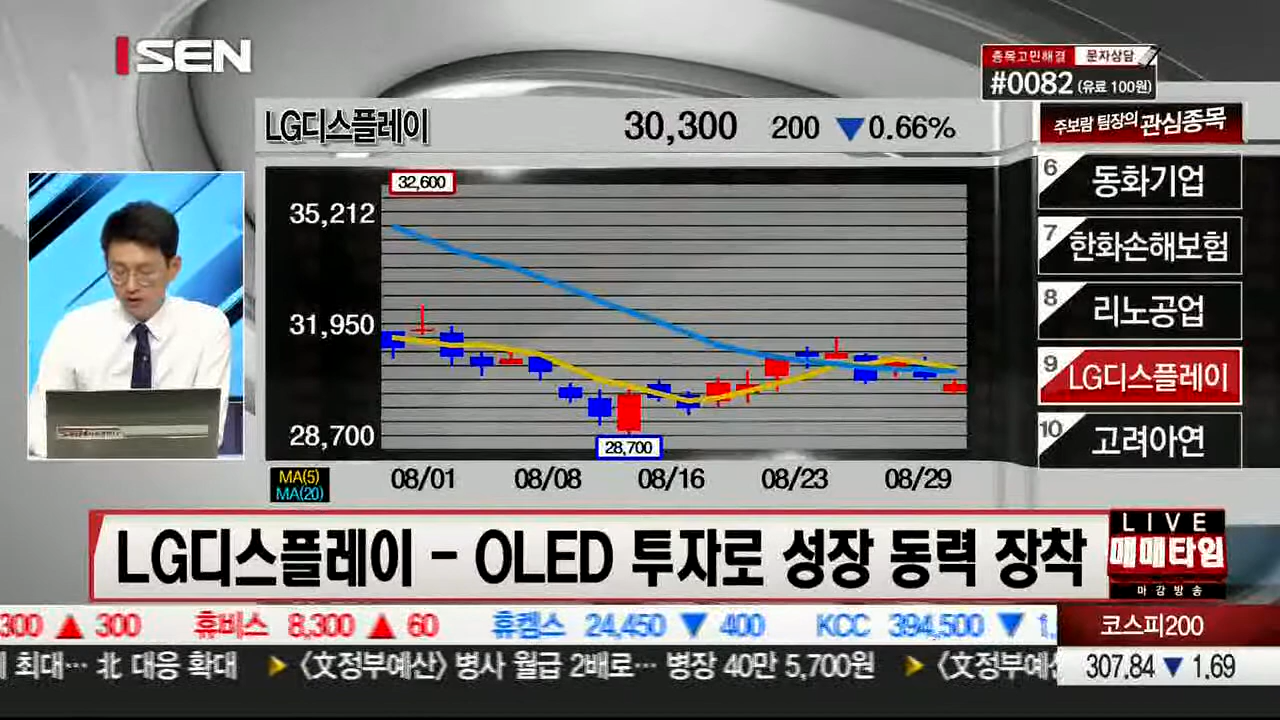 SEN
종목고민해결 문자상담
#0082 (유료 100원)
LG디스플레이 30,300 200 ▼0.66%
주보람 팀장의 관심종목
6 동화기업
7 한화손해보험
8 리노공업
9 LG디스플레이
10 고려아연
32,600
35,212
31,950
28,700
28,700
MA(5)
MA(20)
08/01 08/08 08/16 08/23 08/29
LG디스플레이 - OLED 투자로 성장 동력 장착
LIVE
매매타임
마감방송
300 ▲ 300 휴비스 8,300 ▲ 60 휴켐스 24,450 ▼ 400 KCC 394,500 ▼ 1,
코스피200
최대… 北 대응 확대 ▶〈文정부예산〉병사 월급 2배로… 병장 40만 5,700원 ▶〈文정부예산
307.84 ▼ 1.69